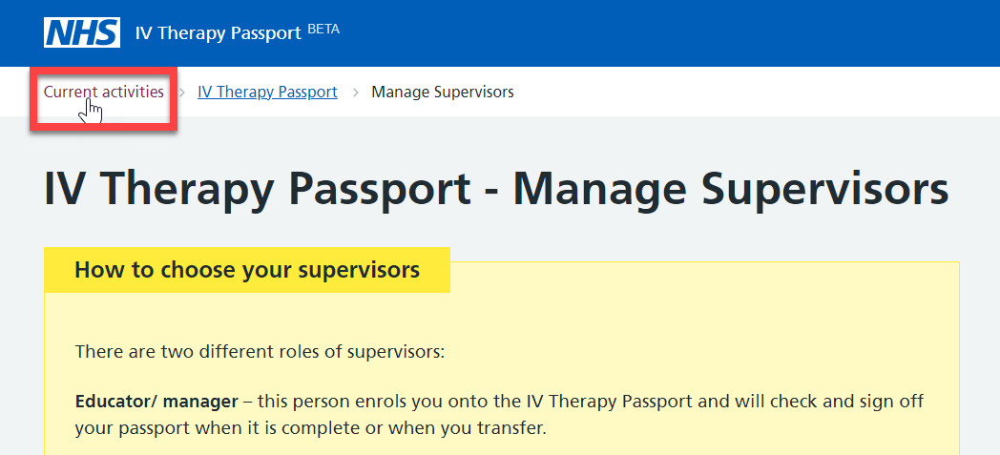 NHS IV Therapy Passport BETA
Current activities > IV Therapy Passport > Manage Supervisors
IV Therapy Passport - Manage Supervisors
How to choose your supervisors
There are two different roles of supervisors:
Educator/ manager – this person enrols you onto the IV Therapy Passport and will check and sign off
your passport when it is complete or when you transfer.